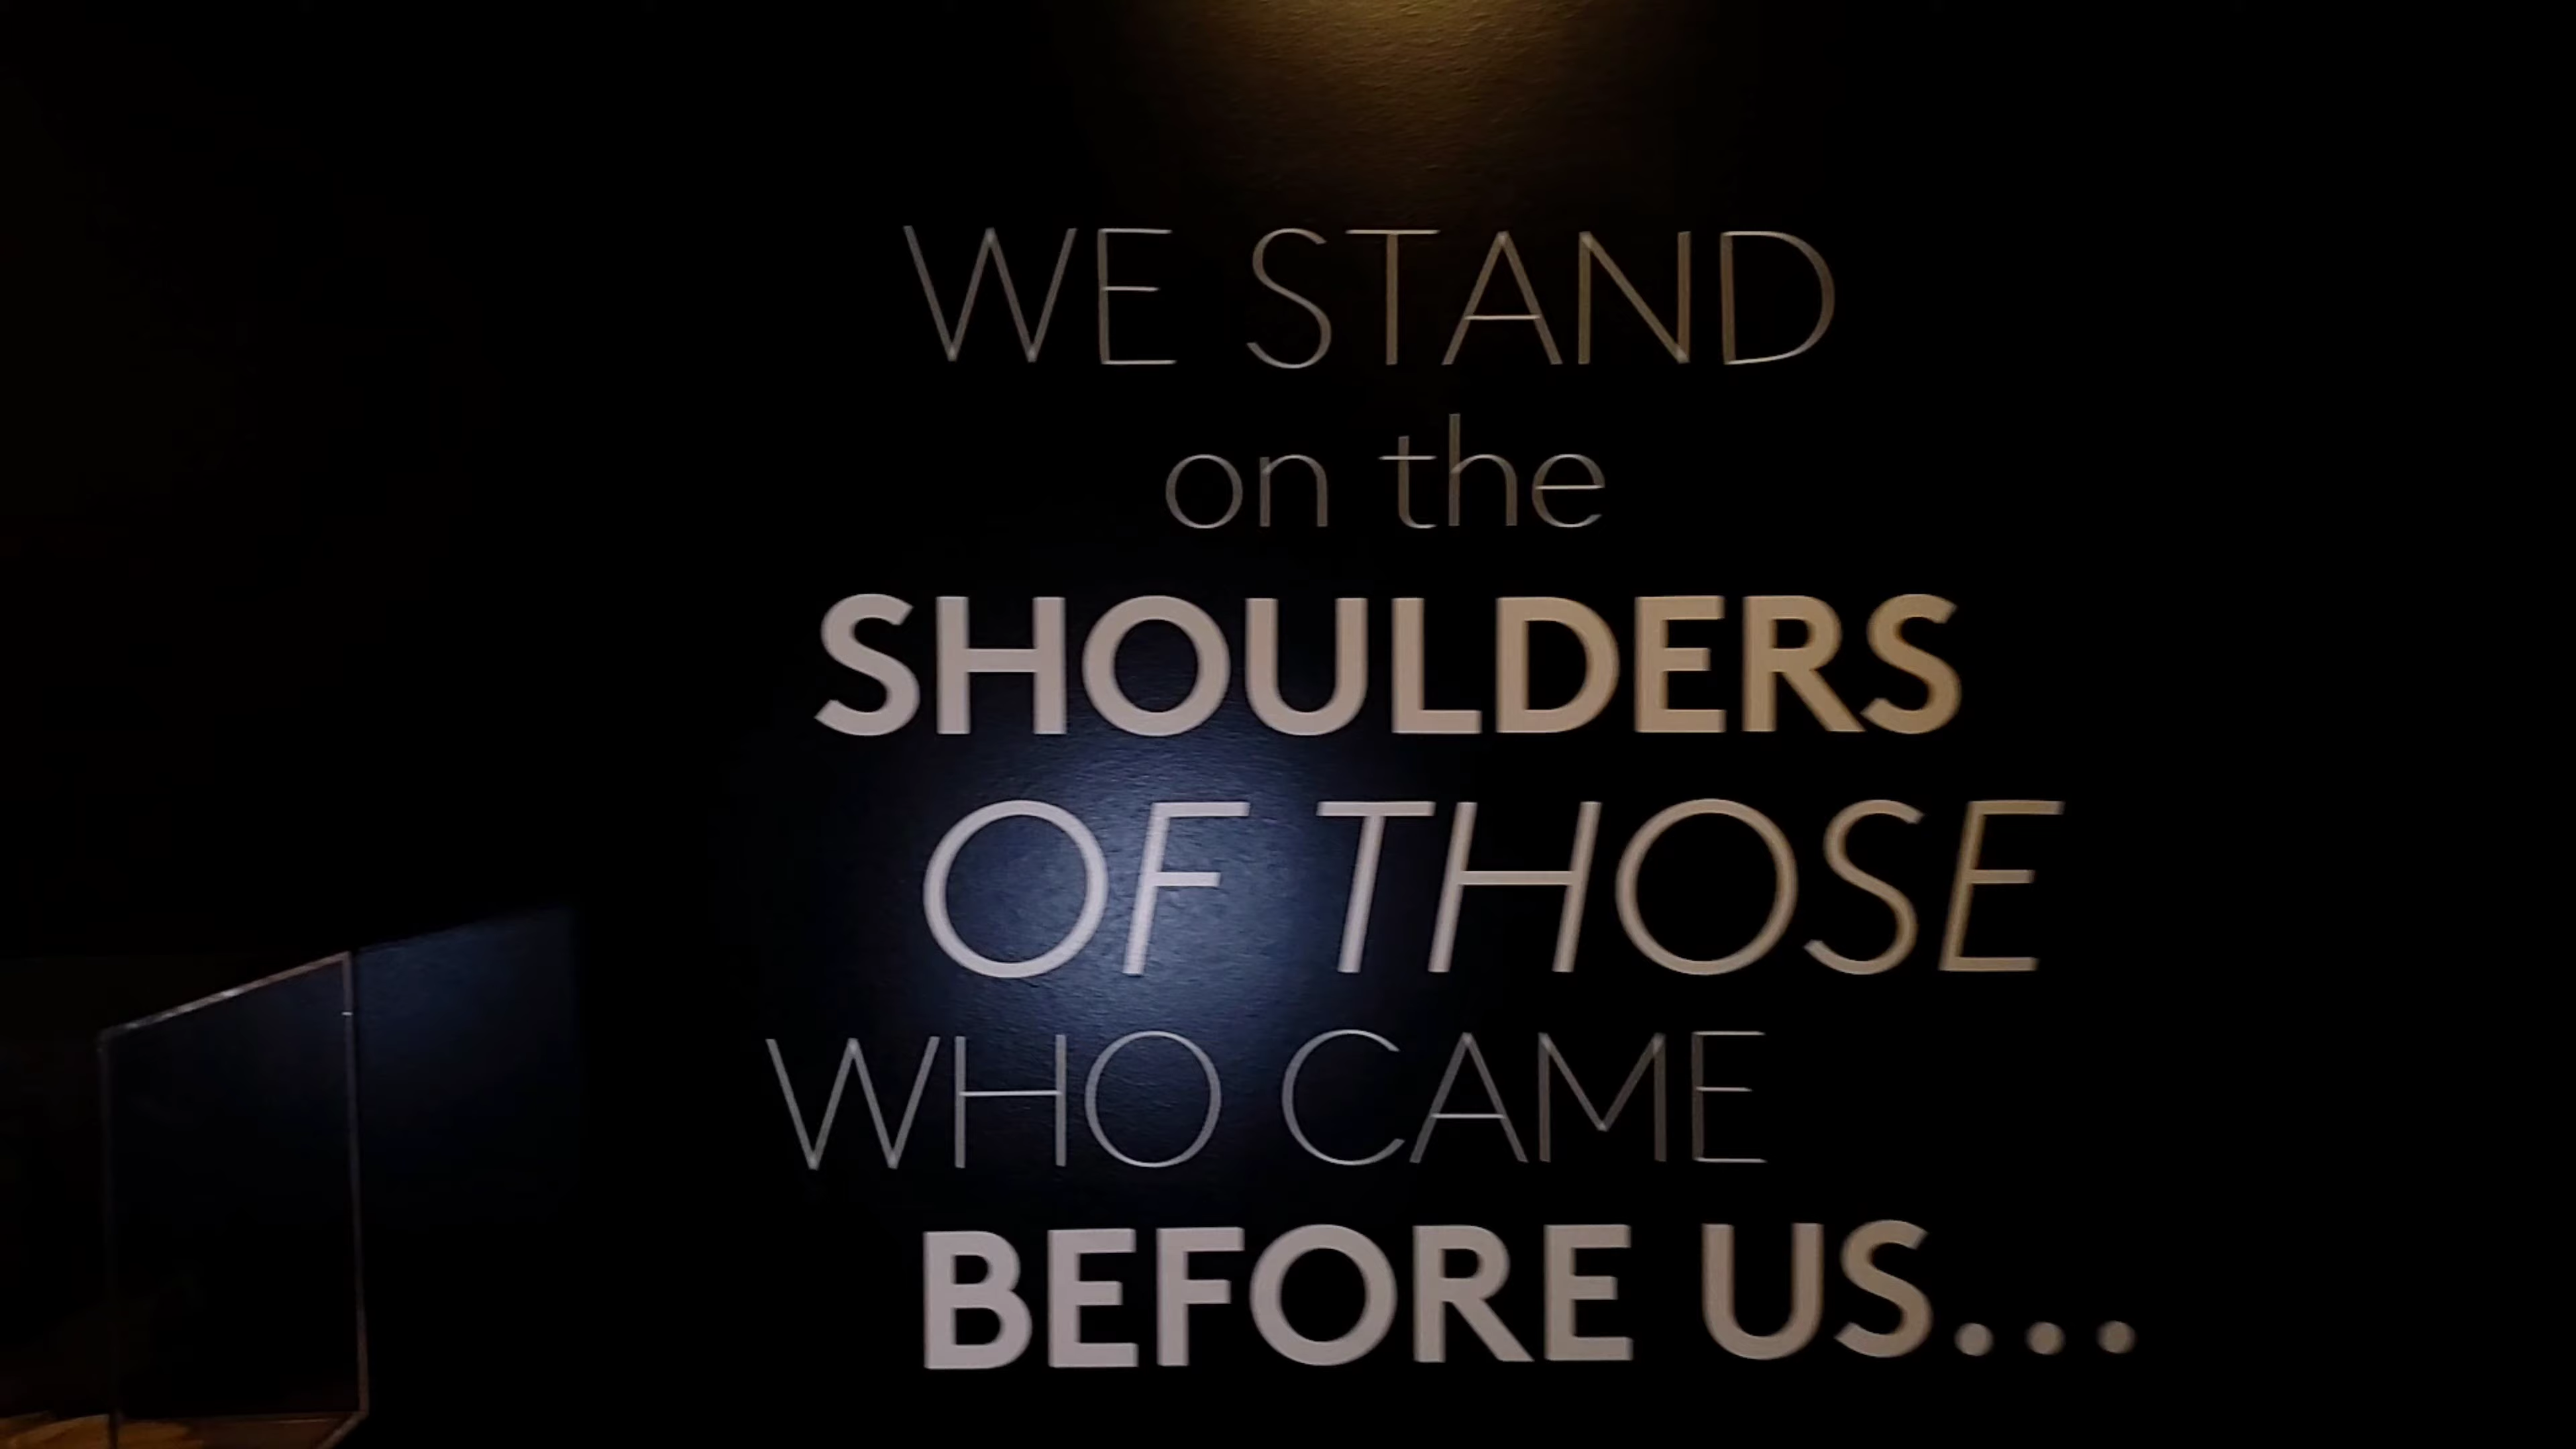 WE STAND
on the
SHOULDERS
OF THOSE
WHO CAME
BEFORE US...